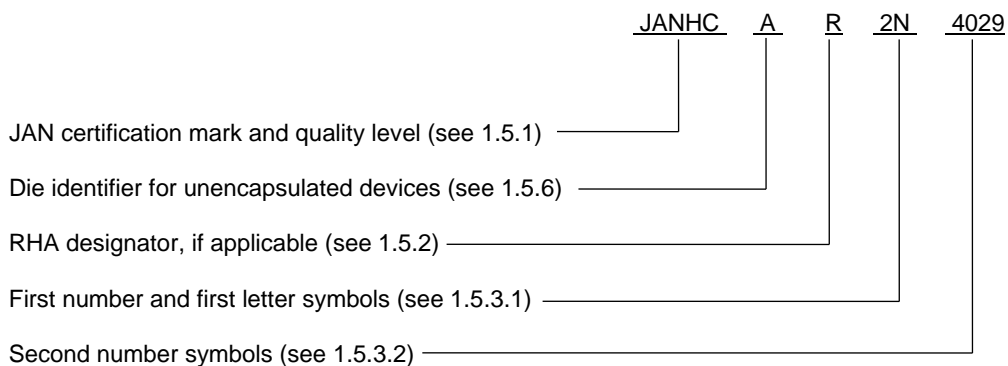 JANHC A R 2N 4029
JAN certification mark and quality level (see 1.5.1)
Die identifier for unencapsulated devices (see 1.5.6)
RHA designator, if applicable (see 1.5.2)
First number and first letter symbols (see 1.5.3.1)
Second number symbols (see 1.5.3.2)